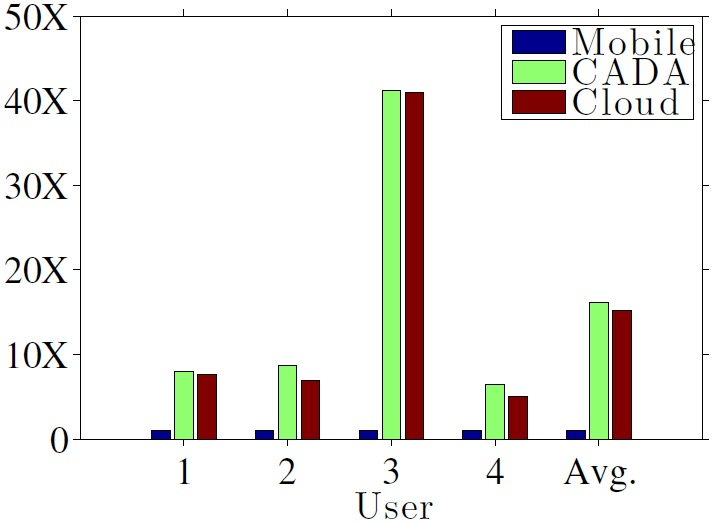 50X
40X
30X
20X
10X
0
Mobile
CADA
Cloud
1 2 3 4 Avg.
User